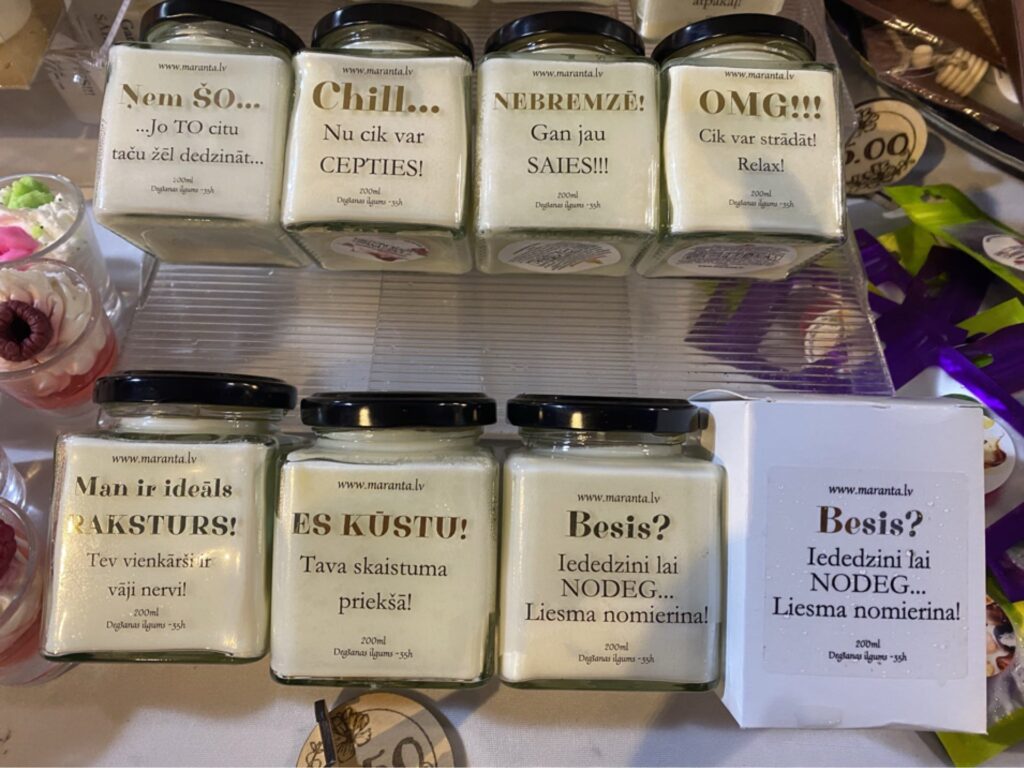 www.maranta.lv
Ņem ŠO...
...Jo TO citu
taču žēl dedzināt...
200ml
Degšanas ilgums ~35h
www.maranta.lv
Chill...
Nu cik var
CEPTIES!
200ml
Degšanas ilgums ~35h
www.maranta.lv
NEBREMZĒ!
Gan jau
SAIES!!!
200ml
Degšanas ilgums ~35h
www.maranta.lv
OMG!!!
Cik var strādāt!
Relax!
200ml
Degšanas ilgums ~35h
5.00
www.maranta.lv
Man ir ideāls
RAKSTURS!
Tev vienkārši ir
vāji nervi!
200ml
Degšanas ilgums ~35h
www.maranta.lv
ES KŪSTU!
Tava skaistuma
priekšā!
200ml
Degšanas ilgums ~35h
www.maranta.lv
Besis?
Iededzini lai
NODEG...
Liesma nomierina!
200ml
Degšanas ilgums ~35h
www.maranta.lv
Besis?
Iededzini lai
NODEG...
Liesma nomierina!
200ml
Degšanas ilgums ~35h